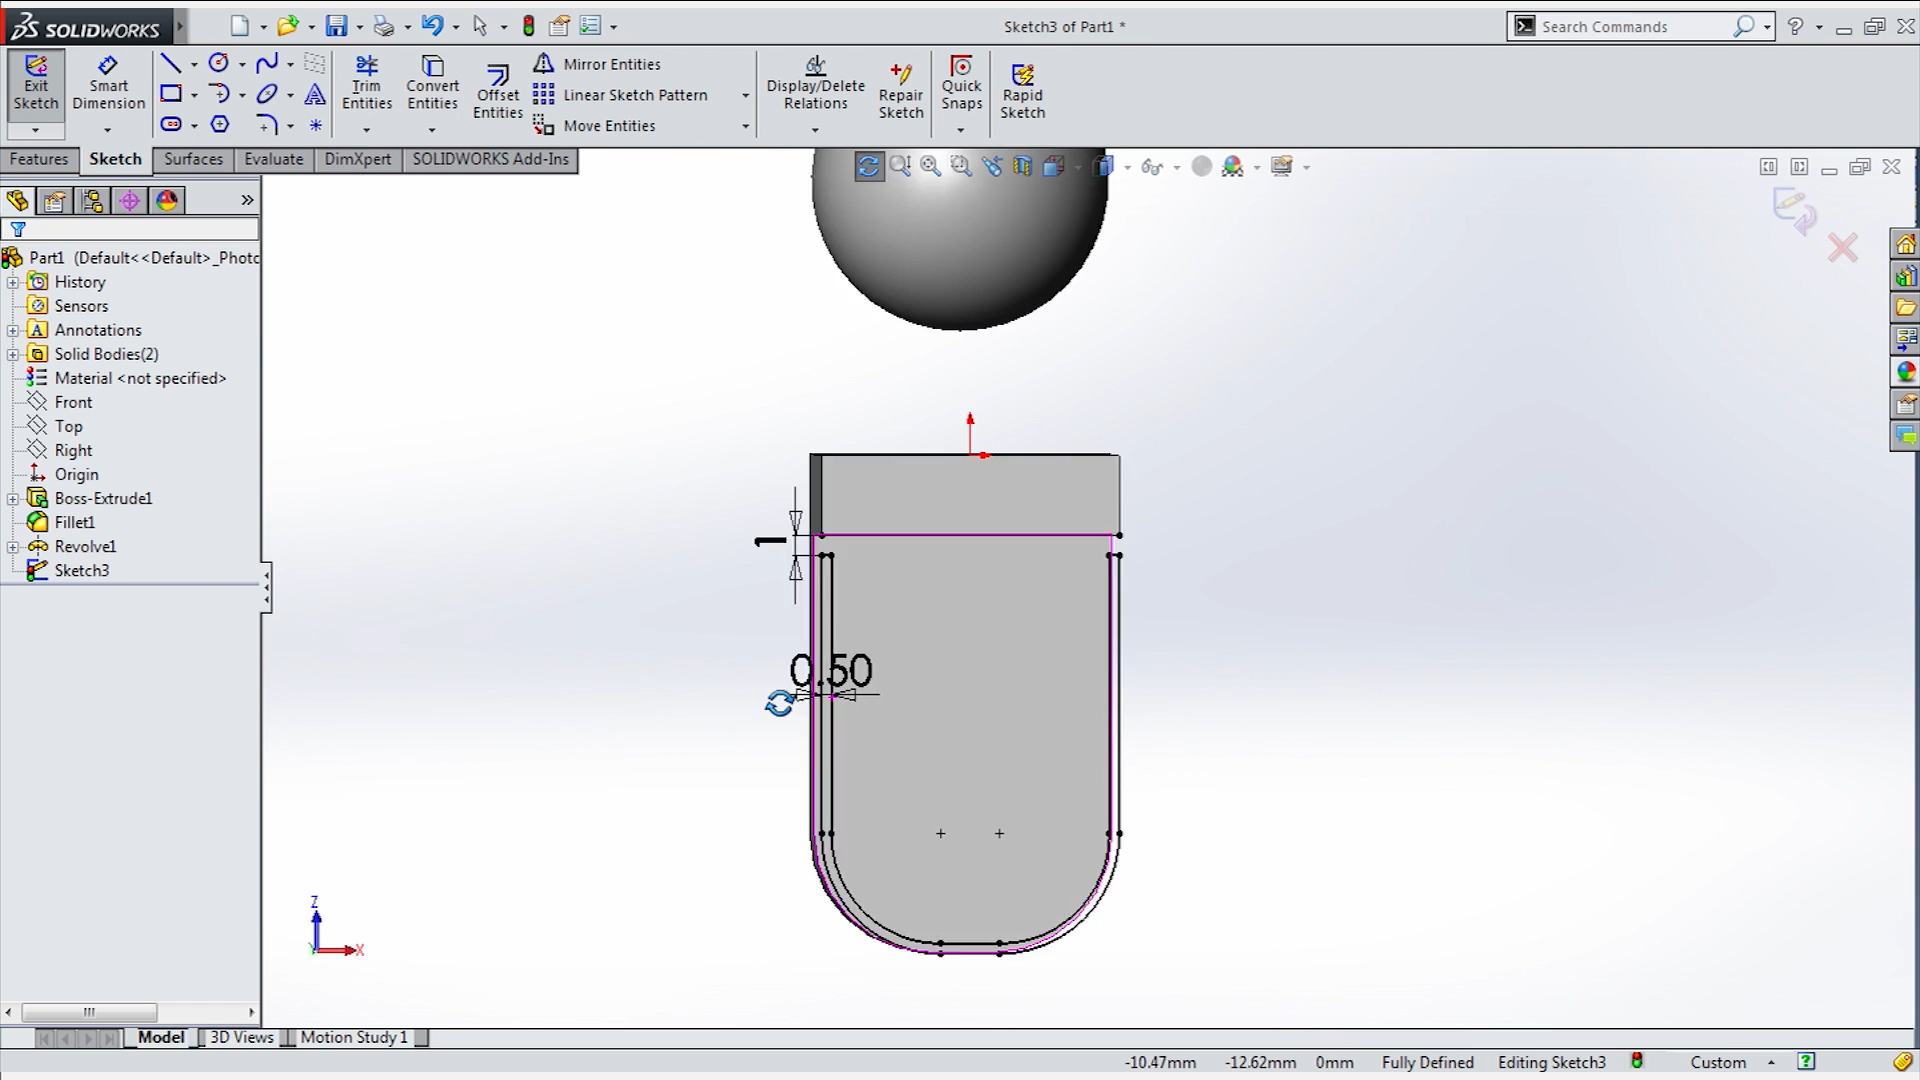 SOLIDWORKS
Sketch3 of Part1 *
Search Commands
Exit Sketch
Smart Dimension
Trim Entities
Convert Entities
Offset Entities
Mirror Entities
Linear Sketch Pattern
Move Entities
Display/Delete Relations
Repair Sketch
Quick Snaps
Rapid Sketch
Features
Sketch
Surfaces
Evaluate
DimXpert
SOLIDWORKS Add-Ins
Part1 (Default<<Default>_Photo
History
Sensors
Annotations
Solid Bodies(2)
Material <not specified>
Front
Top
Right
Origin
Boss-Extrude1
Fillet1
Revolve1
Sketch3
1
0.50
Z
X
Model
3D Views
Motion Study 1
-10.47mm
-12.62mm
0mm
Fully Defined
Editing Sketch3
Custom